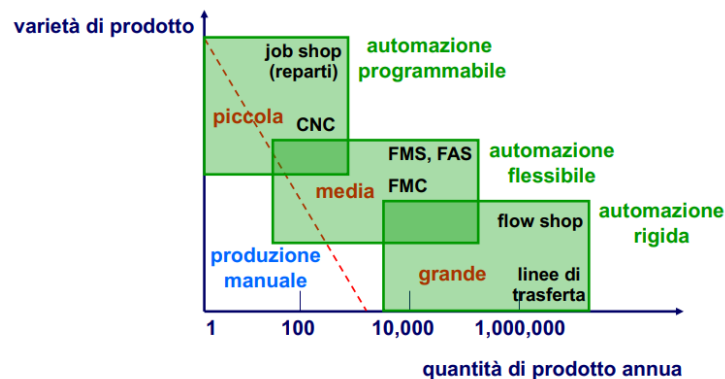 varietà di prodotto
job shop
(reparti)
automazione
programmabile
piccola
CNC
FMS, FAS
automazione
flessibile
media
FMC
flow shop
automazione
rigida
produzione
manuale
grande
linee di
trasferta
1
100
10,000
1,000,000
quantità di prodotto annua